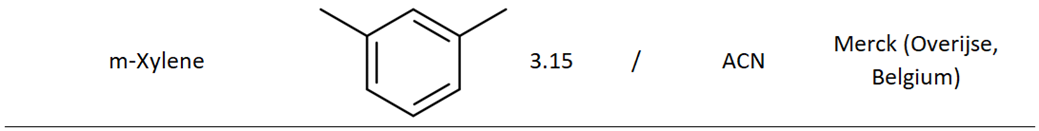 m-Xylene 3.15 / ACN Merck (Overijse,
Belgium)